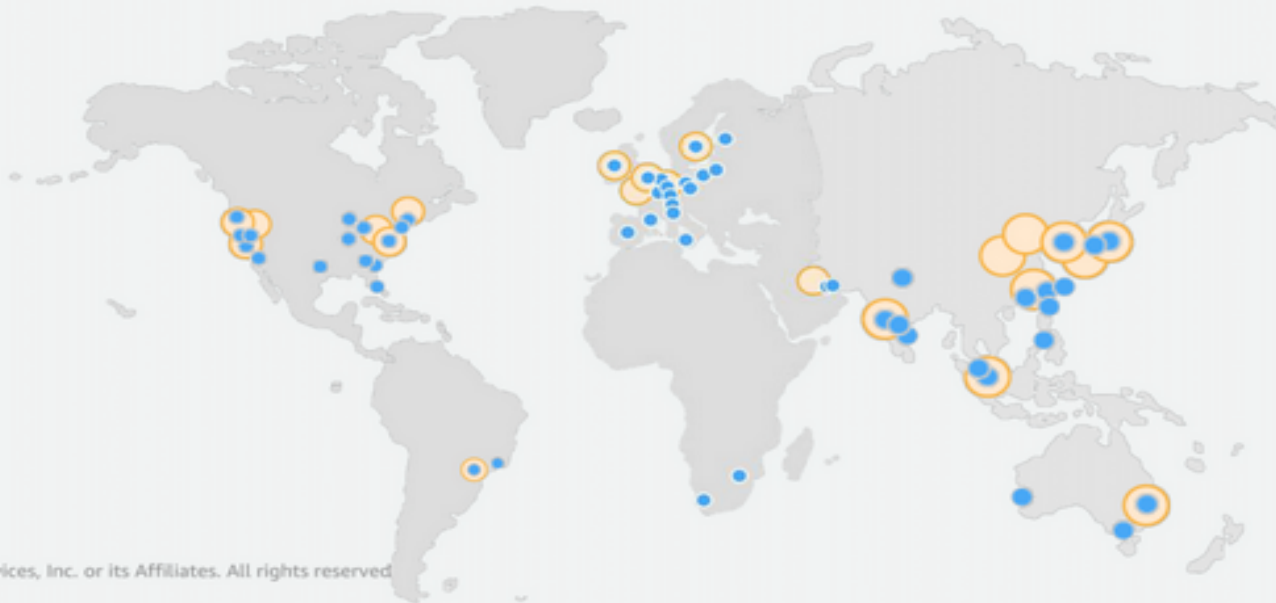 ices, Inc. or its Affiliates. All rights reserved